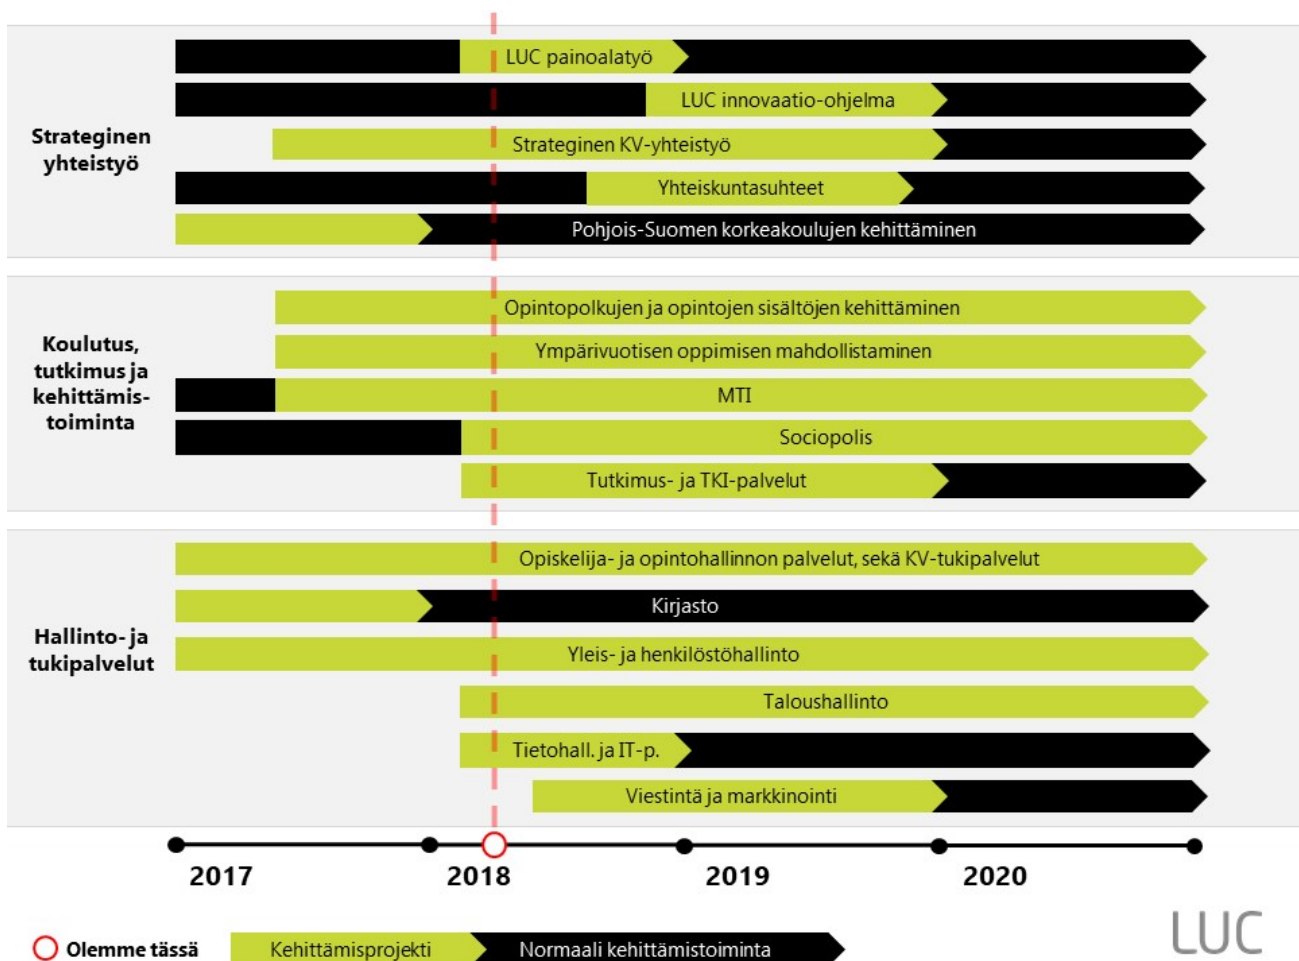 Strateginen
yhteistyö
LUC painoalatyö
LUC innovaatio-ohjelma
Strateginen KV-yhteistyö
Yhteiskuntasuhteet
Pohjois-Suomen korkeakoulujen kehittäminen
Koulutus,
tutkimus ja
kehittämis-
toiminta
Opintopolkujen ja opintojen sisältöjen kehittäminen
Ympärivuotisen oppimisen mahdollistaminen
MTI
Sociopolis
Tutkimus- ja TKI-palvelut
Hallinto- ja
tukipalvelut
Opiskelija- ja opintohallinnon palvelut, sekä KV-tukipalvelut
Kirjasto
Yleis- ja henkilöstöhallinto
Taloushallinto
Tietohall. ja IT-p.
Viestintä ja markkinointi
2017 2018 2019 2020
Olemme tässä Kehittämisprojekti Normaali kehittämistoiminta
LUC